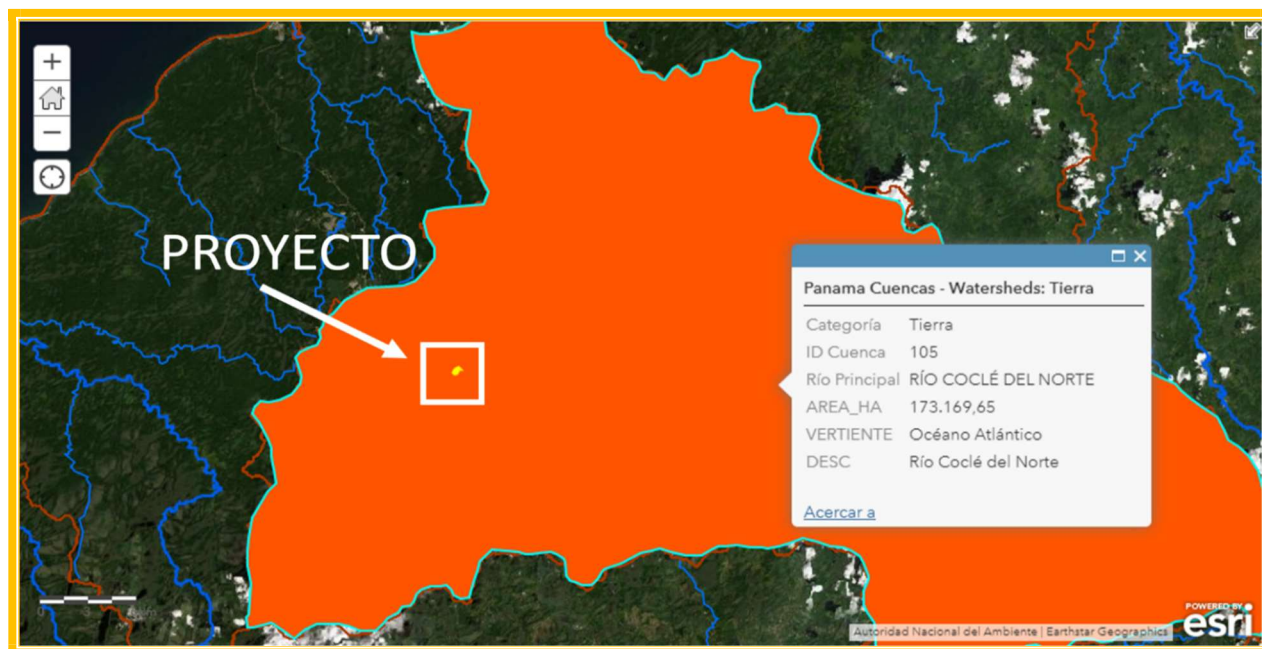 PROYECTO
Panama Cuencas - Watersheds: Tierra
Categoría Tierra
ID Cuenca 105
Río Principal RÍO COCLÉ DEL NORTE
AREA_HA 173.169,65
VERTIENTE Océano Atlántico
DESC Río Coclé del Norte
Acercar a
POWERED BY
esri
Autoridad Nacional del Ambiente | Earthstar Geographics